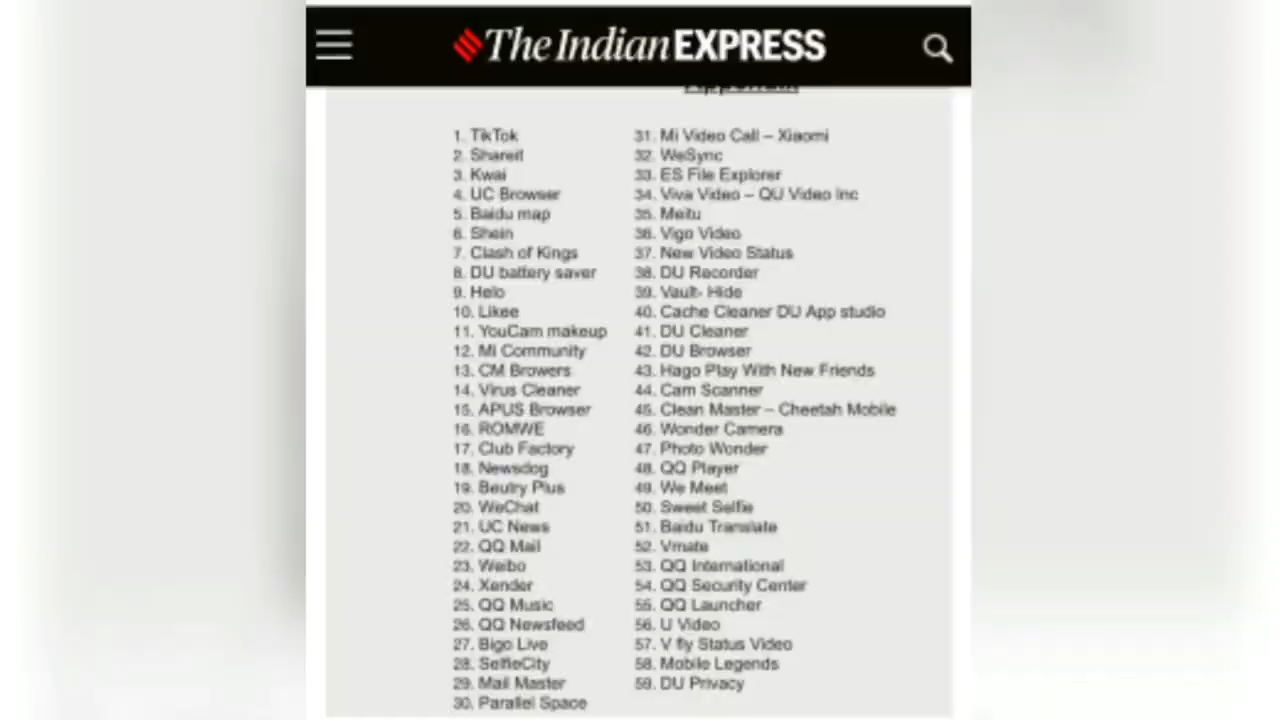 The Indian EXPRESS
1. TikTok
2. Shareit
3. Kwai
4. UC Browser
5. Baidu map
6. Shein
7. Clash of Kings
8. DU battery saver
9. Helo
10. Likee
11. YouCam makeup
12. Mi Community
13. CM Browers
14. Virus Cleaner
15. APUS Browser
16. ROMWE
17. Club Factory
18. Newsdog
19. Beutry Plus
20. WeChat
21. UC News
22. QQ Mail
23. Weibo
24. Xender
25. QQ Music
26. QQ Newsfeed
27. Bigo Live
28. SelfieCity
29. Mail Master
30. Parallel Space
31. Mi Video Call – Xiaomi
32. WeSync
33. ES File Explorer
34. Viva Video – QU Video Inc
35. Meitu
36. Vigo Video
37. New Video Status
38. DU Recorder
39. Vault- Hide
40. Cache Cleaner DU App studio
41. DU Cleaner
42. DU Browser
43. Hago Play With New Friends
44. Cam Scanner
45. Clean Master – Cheetah Mobile
46. Wonder Camera
47. Photo Wonder
48. QQ Player
49. We Meet
50. Sweet Selfie
51. Baidu Translate
52. Vmate
53. QQ International
54. QQ Security Center
55. QQ Launcher
56. U Video
57. V fly Status Video
58. Mobile Legends
59. DU Privacy